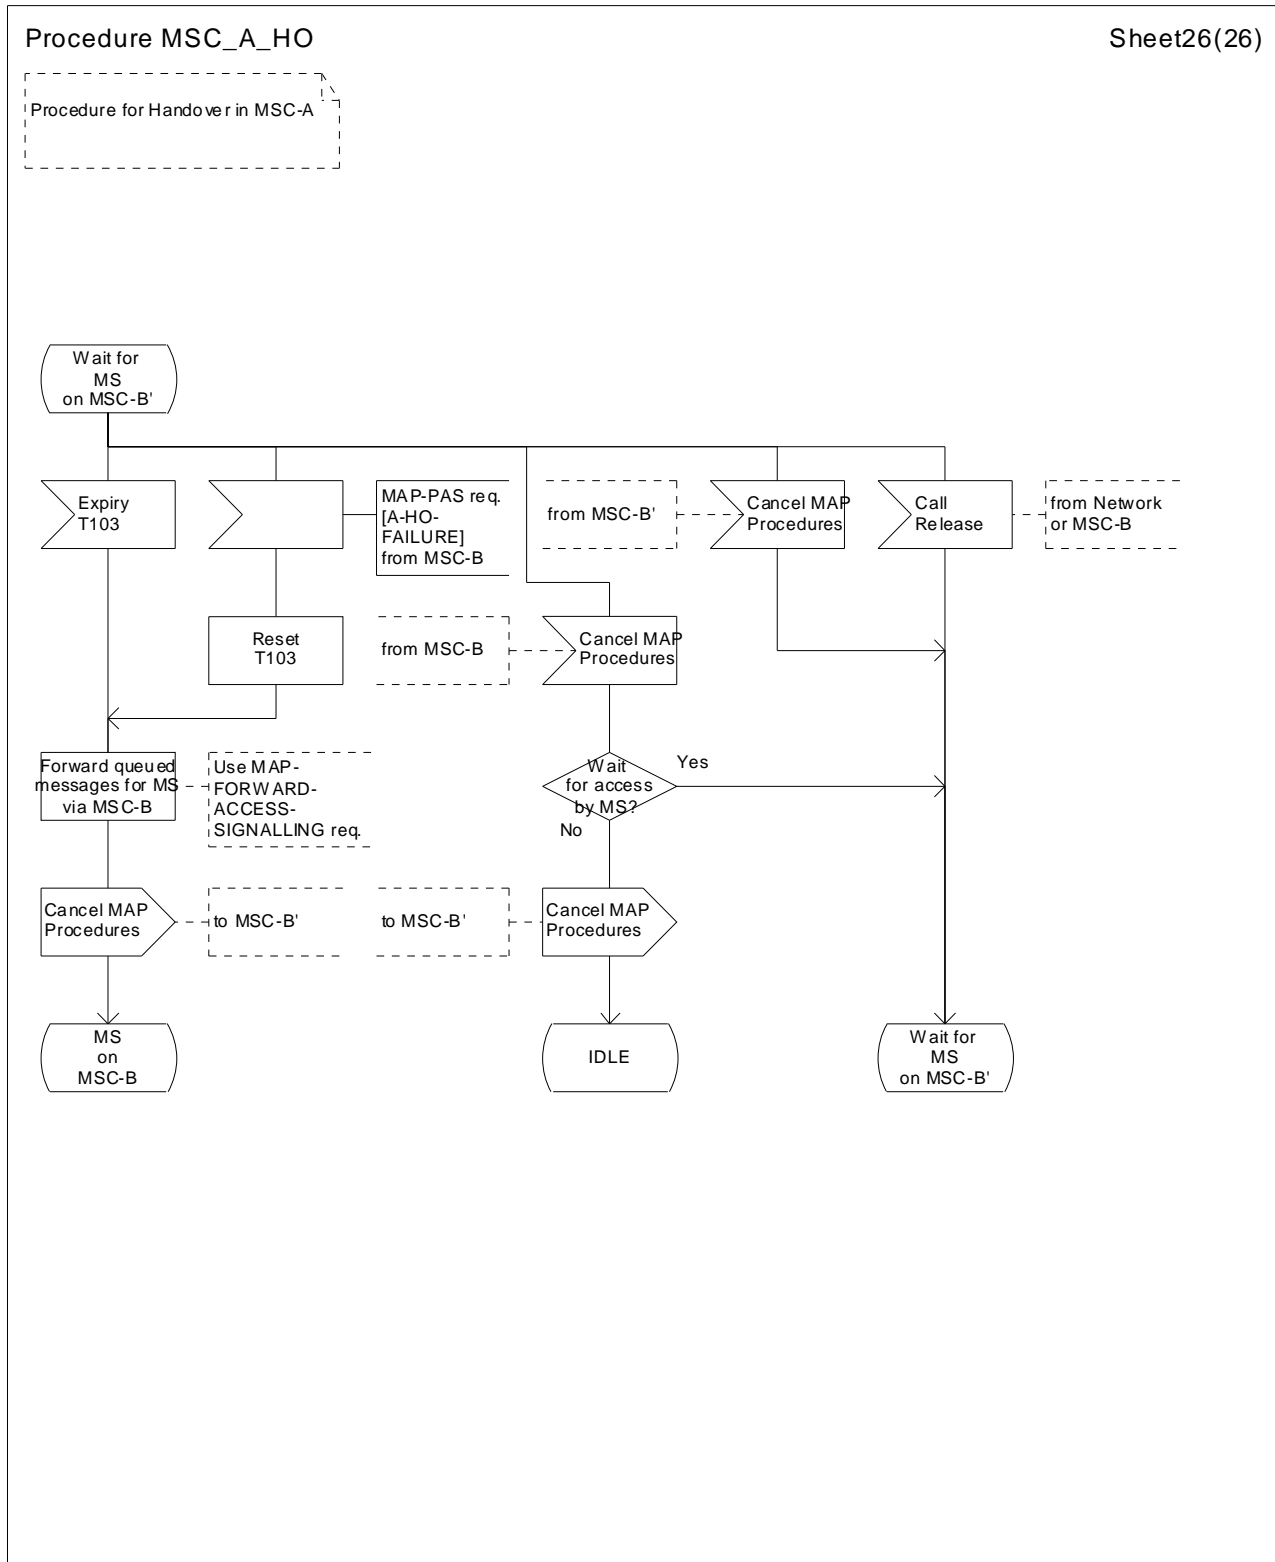 Procedure MSC_A_HO
Sheet26(26)
Procedure for Handover in MSC-A
Wait for
MS
on MSC-B'
Expiry
T103
MAP-PAS req.
[A-HO-
FAILURE]
from MSC-B
from MSC-B'
Cancel MAP
Procedures
Call
Release
from Network
or MSC-B
Reset
T103
from MSC-B
Cancel MAP
Procedures
Forward queued
messages for MS
via MSC-B
Use MAP-
FORWARD-
ACCESS-
SIGNALLING req.
Wait
for access
by MS?
Yes
No
Cancel MAP
Procedures
to MSC-B'
to MSC-B'
Cancel MAP
Procedures
MS
on
MSC-B
IDLE
Wait for
MS
on MSC-B'